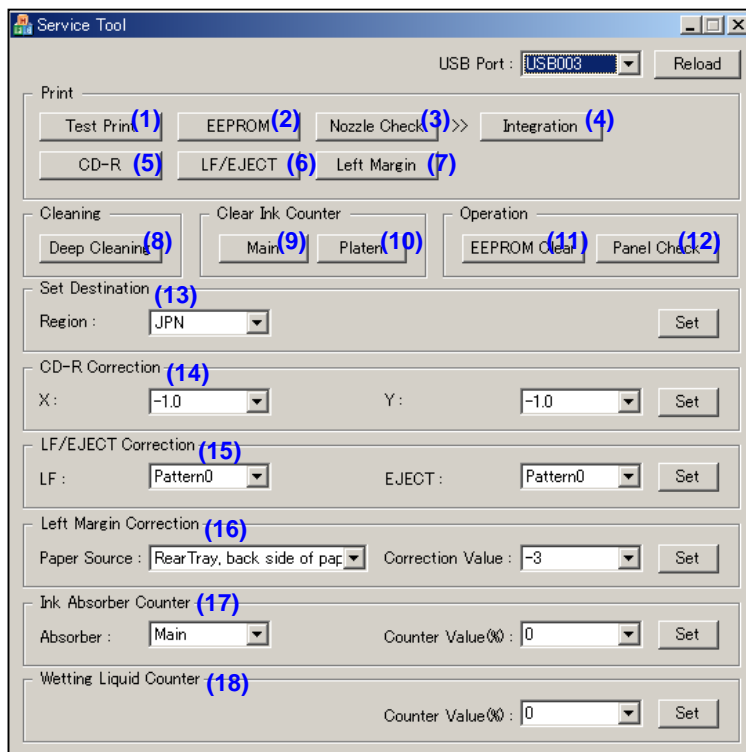 Service Tool
USB Port : USB003 Reload
Print
Test Print (1) EEPROM (2) Nozzle Check (3) >> Integration (4)
CD-R (5) LF/EJECT (6) Left Margin (7)
Cleaning Clear Ink Counter Operation
Deep Cleaning (8) Main (9) Platen (10) EEPROM Clear (11) Panel Check (12)
Set Destination (13)
Region : JPN Set
CD-R Correction (14)
X : -1.0 Y : -1.0 Set
LF/EJECT Correction (15)
LF : Pattern0 EJECT : Pattern0 Set
Left Margin Correction (16)
Paper Source : RearTray, back side of pap Correction Value : -3 Set
Ink Absorber Counter (17)
Absorber : Main Counter Value(%) : 0 Set
Wetting Liquid Counter (18)
Counter Value(%) : 0 Set